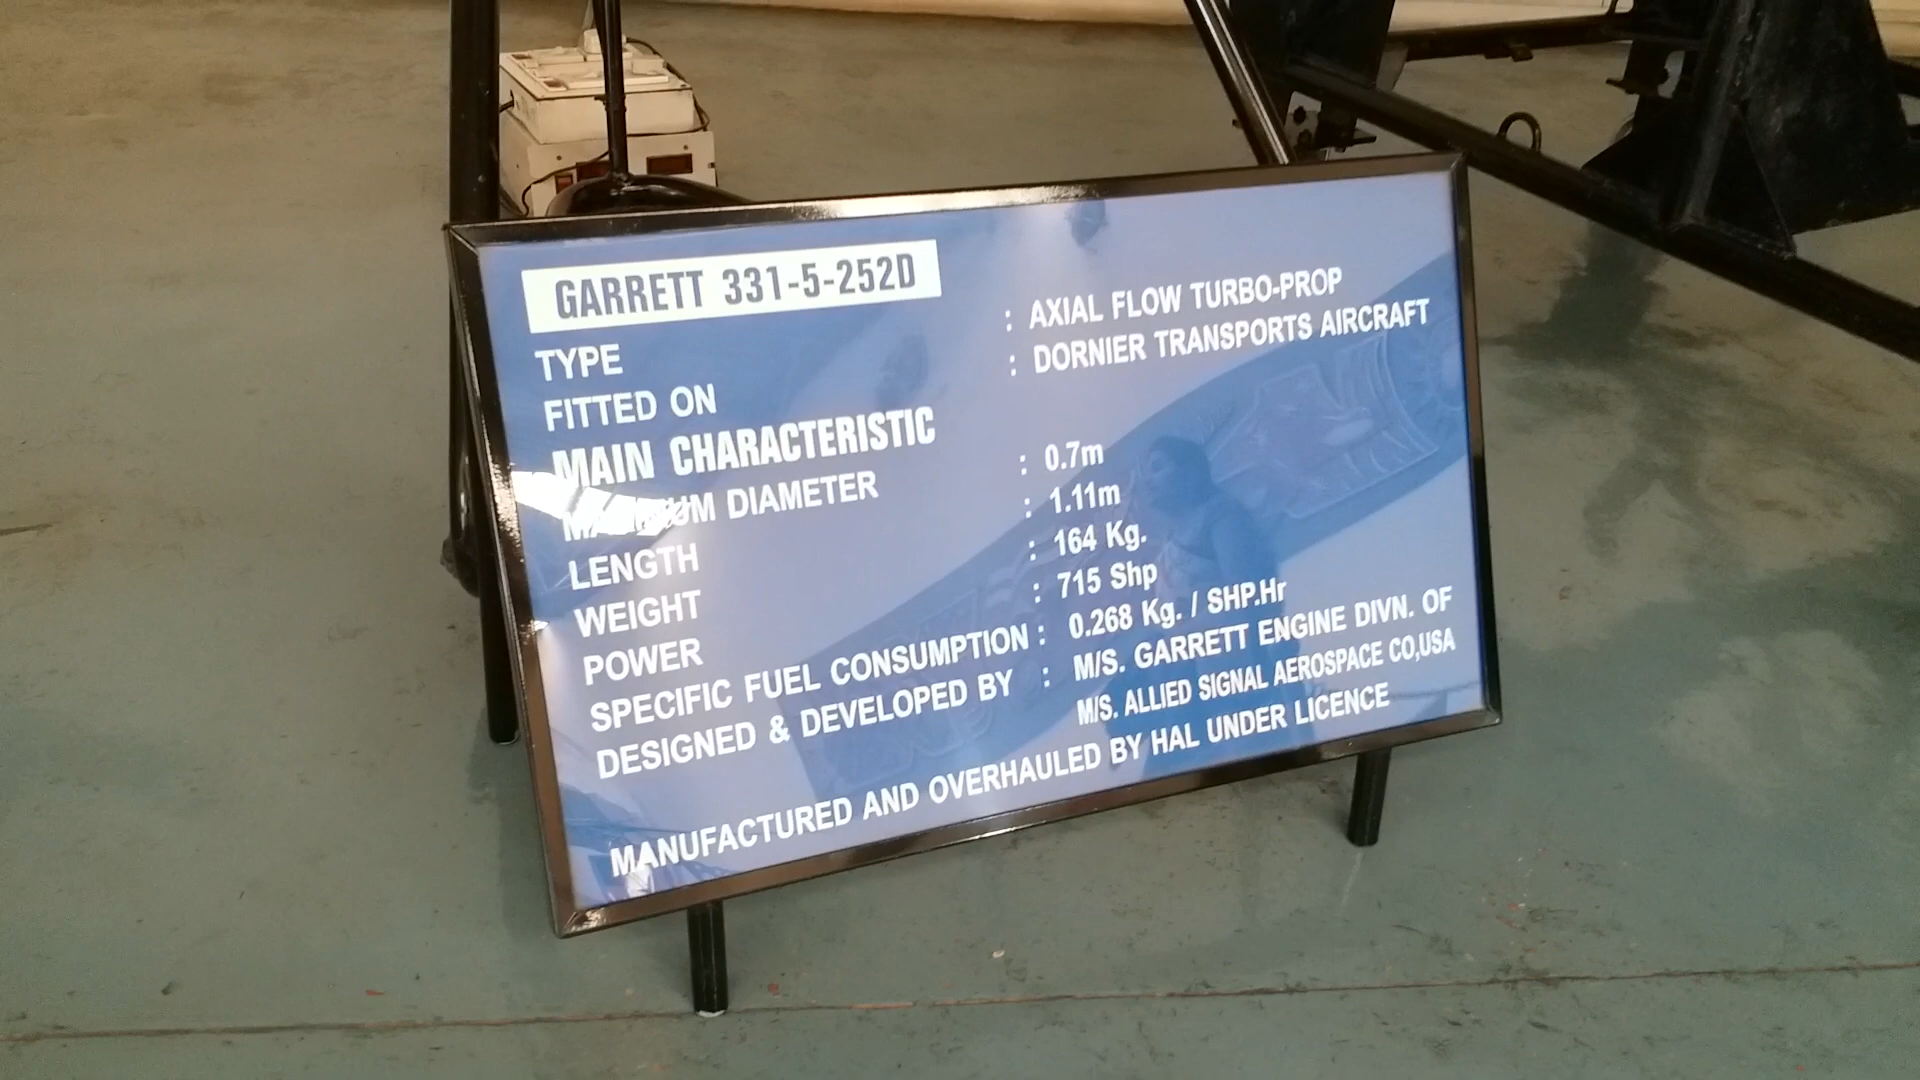 GARRETT 331-5-252D
TYPE : AXIAL FLOW TURBO-PROP
FITTED ON : DORNIER TRANSPORTS AIRCRAFT
MAIN CHARACTERISTIC
MAXIMUM DIAMETER : 0.7m
LENGTH : 1.11m
WEIGHT : 164 Kg.
POWER : 715 Shp
SPECIFIC FUEL CONSUMPTION : 0.268 Kg. / SHP.Hr
DESIGNED & DEVELOPED BY : M/S. GARRETT ENGINE DIVN. OF
M/S. ALLIED SIGNAL AEROSPACE CO,USA
MANUFACTURED AND OVERHAULED BY HAL UNDER LICENCE